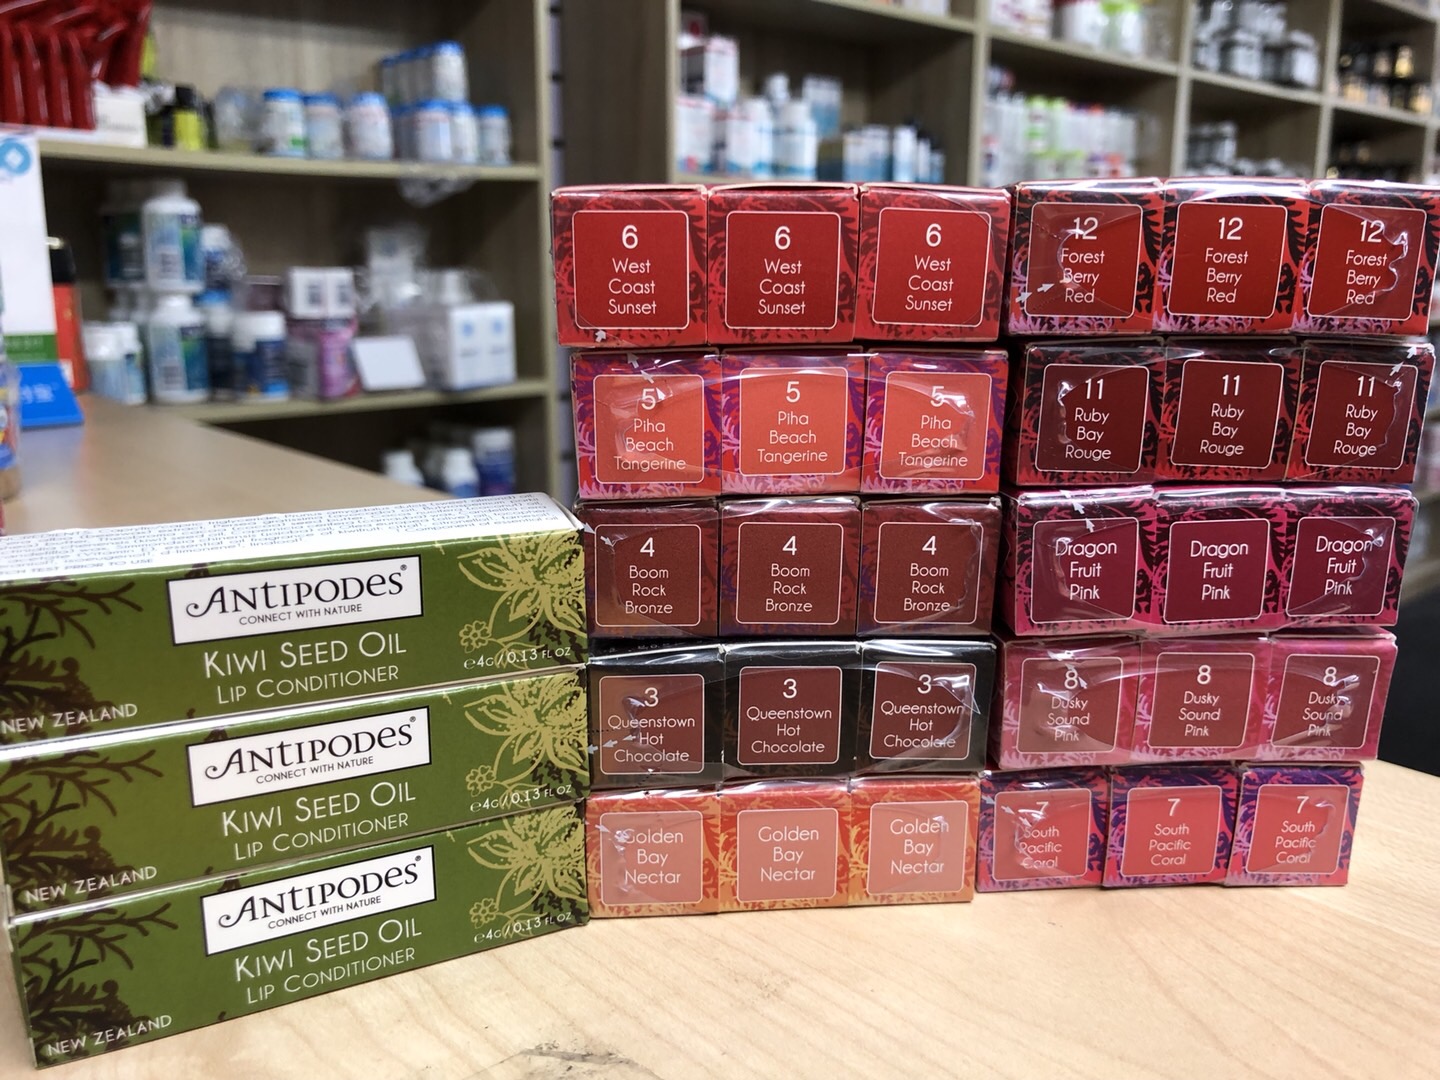 ANTIPODES®
CONNECT WITH NATURE
KIWI SEED OIL
LIP CONDITIONER
NEW ZEALAND
℮4G/0.13 FL OZ
ANTIPODES®
CONNECT WITH NATURE
KIWI SEED OIL
LIP CONDITIONER
NEW ZEALAND
℮4G/0.13 FL OZ
ANTIPODES®
CONNECT WITH NATURE
KIWI SEED OIL
LIP CONDITIONER
NEW ZEALAND
℮4G/0.13 FL OZ
6
West
Coast
Sunset
6
West
Coast
Sunset
6
West
Coast
Sunset
12
Forest
Berry
Red
12
Forest
Berry
Red
12
Forest
Berry
Red
5
Piha
Beach
Tangerine
5
Piha
Beach
Tangerine
5
Piha
Beach
Tangerine
11
Ruby
Bay
Rouge
11
Ruby
Bay
Rouge
11
Ruby
Bay
Rouge
4
Boom
Rock
Bronze
4
Boom
Rock
Bronze
4
Boom
Rock
Bronze
Dragon
Fruit
Pink
Dragon
Fruit
Pink
Dragon
Fruit
Pink
3
Queenstown
Hot
Chocolate
3
Queenstown
Hot
Chocolate
3
Queenstown
Hot
Chocolate
8
Dusky
Sound
Pink
8
Dusky
Sound
Pink
8
Dusky
Sound
Pink
Golden
Bay
Nectar
Golden
Bay
Nectar
Golden
Bay
Nectar
7
South
Pacific
Coral
7
South
Pacific
Coral
7
South
Pacific
Coral